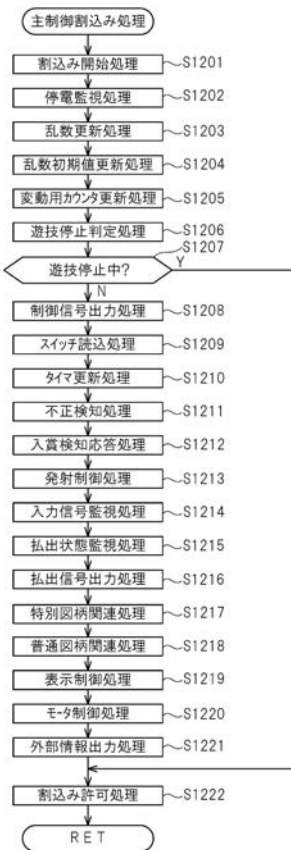 主制御割込み処理
割込み開始処理 S1201
停電監視処理 S1202
乱数更新処理 S1203
乱数初期値更新処理 S1204
変動用カウンタ更新処理 S1205
遊技停止判定処理 S1206
S1207
遊技停止中? Y
N
制御信号出力処理 S1208
スイッチ読込処理 S1209
タイマ更新処理 S1210
不正検知処理 S1211
入賞検知応答処理 S1212
発射制御処理 S1213
入力信号監視処理 S1214
払出状態監視処理 S1215
払出信号出力処理 S1216
特別図柄関連処理 S1217
普通図柄関連処理 S1218
表示制御処理 S1219
モータ制御処理 S1220
外部情報出力処理 S1221
割込み許可処理 S1222
RET